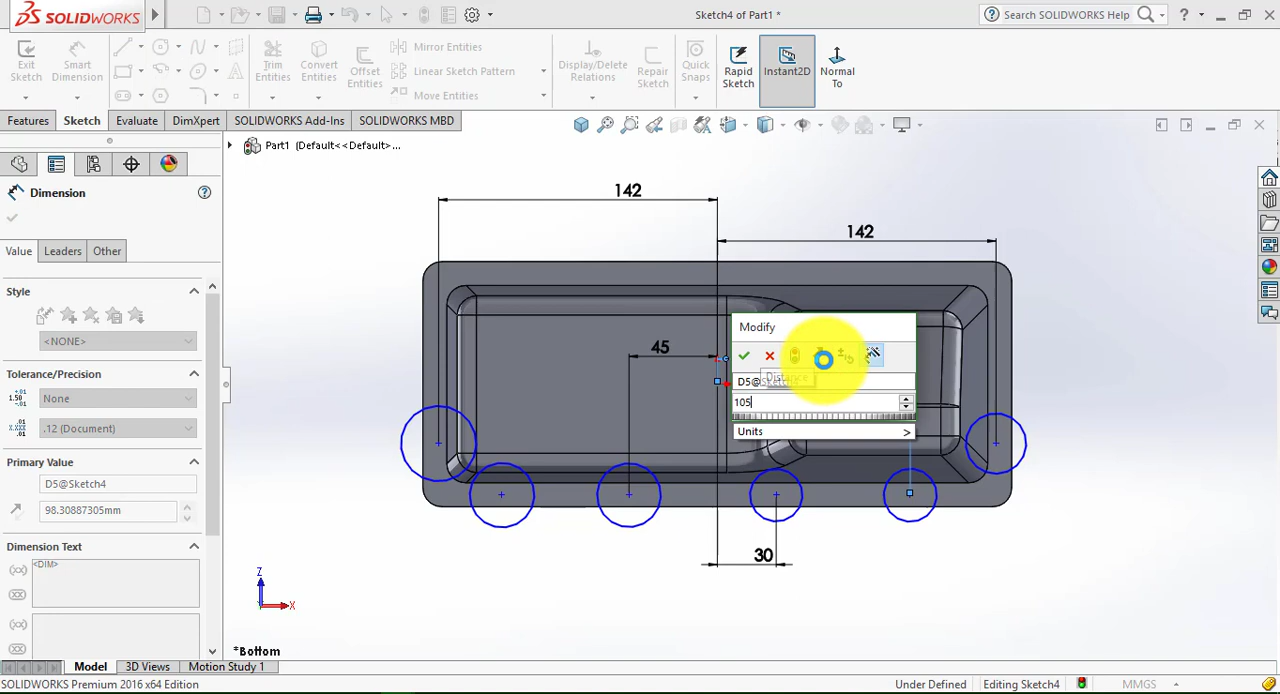 SOLIDWORKS
Sketch4 of Part1 *
Search SOLIDWORKS Help
?
Exit Sketch
Smart Dimension
Trim Entities
Convert Entities
Offset Entities
Mirror Entities
Linear Sketch Pattern
Move Entities
Display/Delete Relations
Repair Sketch
Quick Snaps
Rapid Sketch
Instant2D
Normal To
Features
Sketch
Evaluate
DimXpert
SOLIDWORKS Add-Ins
SOLIDWORKS MBD
Part1 (Default<<Default>...
Dimension
Value
Leaders
Other
Style
<NONE>
Tolerance/Precision
None
.12 (Document)
Primary Value
D5@Sketch4
98.30887305mm
Dimension Text
<DIM>
142
142
45
30
Modify
D5@Sketch4
Distance
105
Units
Z
X
*Bottom
Model
3D Views
Motion Study 1
SOLIDWORKS Premium 2016 x64 Edition
Under Defined
Editing Sketch4
MMGS